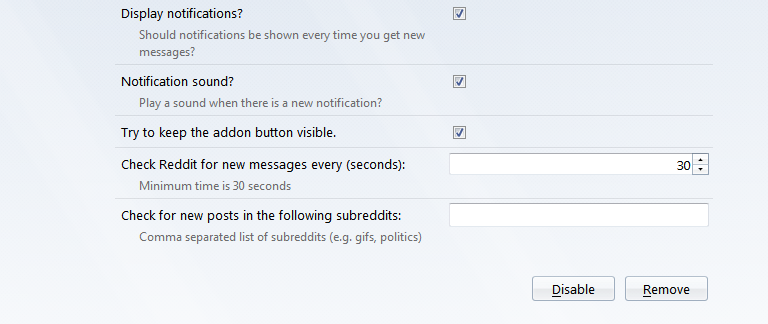 Display notifications?
Should notifications be shown every time you get new
messages?
Notification sound?
Play a sound when there is a new notification?
Try to keep the addon button visible.
Check Reddit for new messages every (seconds):
30
Minimum time is 30 seconds
Check for new posts in the following subreddits:
Comma separated list of subreddits (e.g. gifs, politics)
Disable
Remove